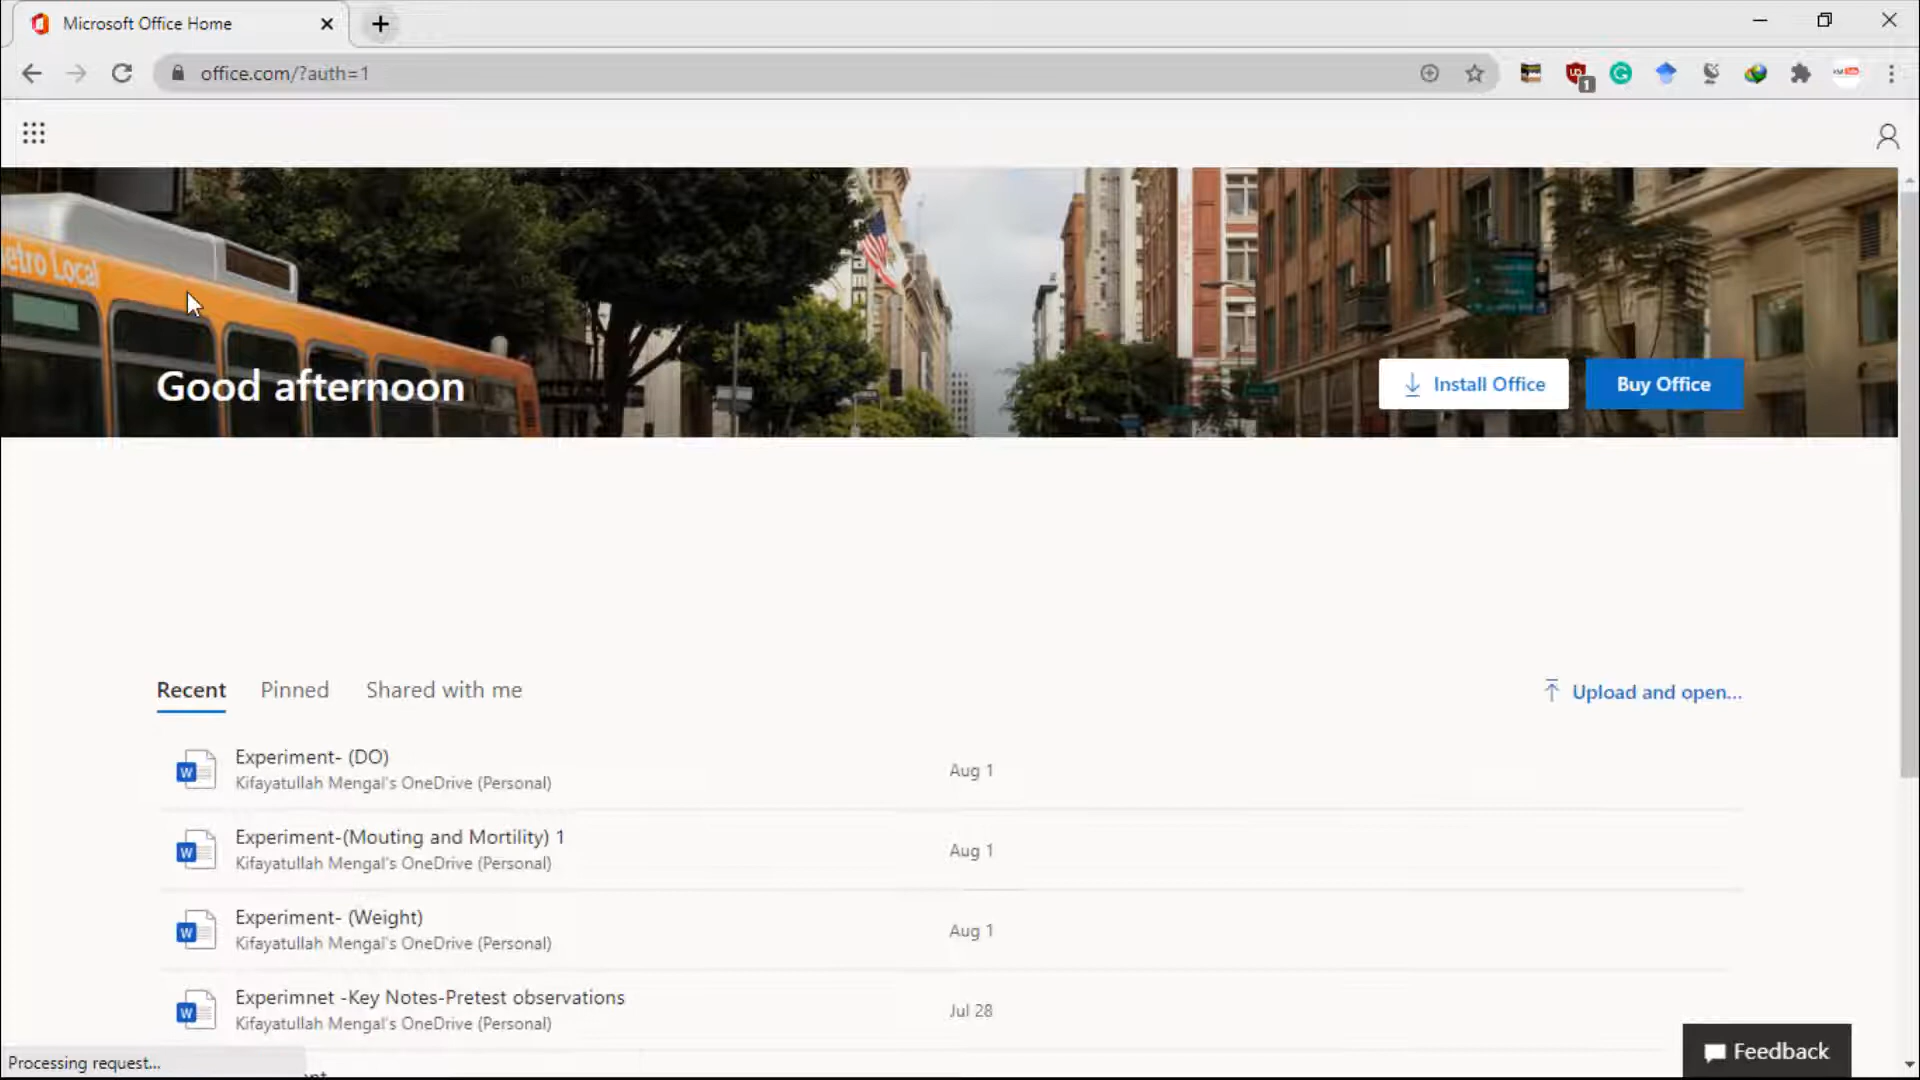 Microsoft Office Home
office.com/?auth=1
1
etro Local
Good afternoon
Install Office
Buy Office
Recent
Pinned
Shared with me
Upload and open...
Experiment- (DO)
Kifayatullah Mengal's OneDrive (Personal)
Aug 1
Experiment-(Mouting and Mortility) 1
Kifayatullah Mengal's OneDrive (Personal)
Aug 1
Experiment- (Weight)
Kifayatullah Mengal's OneDrive (Personal)
Aug 1
Experimnet -Key Notes-Pretest observations
Kifayatullah Mengal's OneDrive (Personal)
Jul 28
Feedback
Processing request...